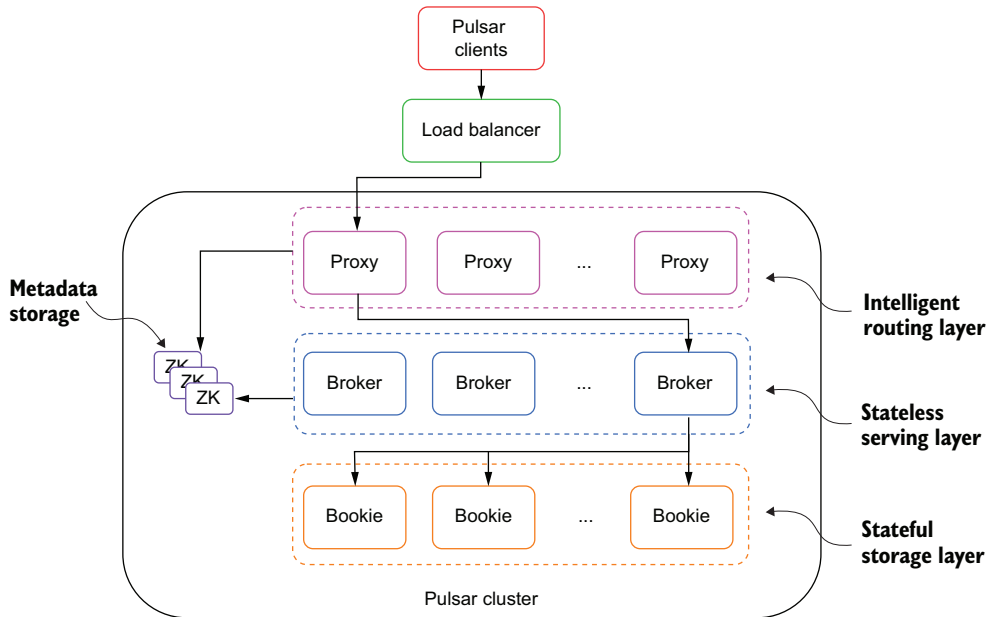 Pulsar
clients
Load balancer
Proxy
Proxy
...
Proxy
Metadata
storage
Intelligent
routing layer
ZK
ZK
ZK
Broker
Broker
...
Broker
Stateless
serving layer
Bookie
Bookie
...
Bookie
Stateful
storage layer
Pulsar cluster